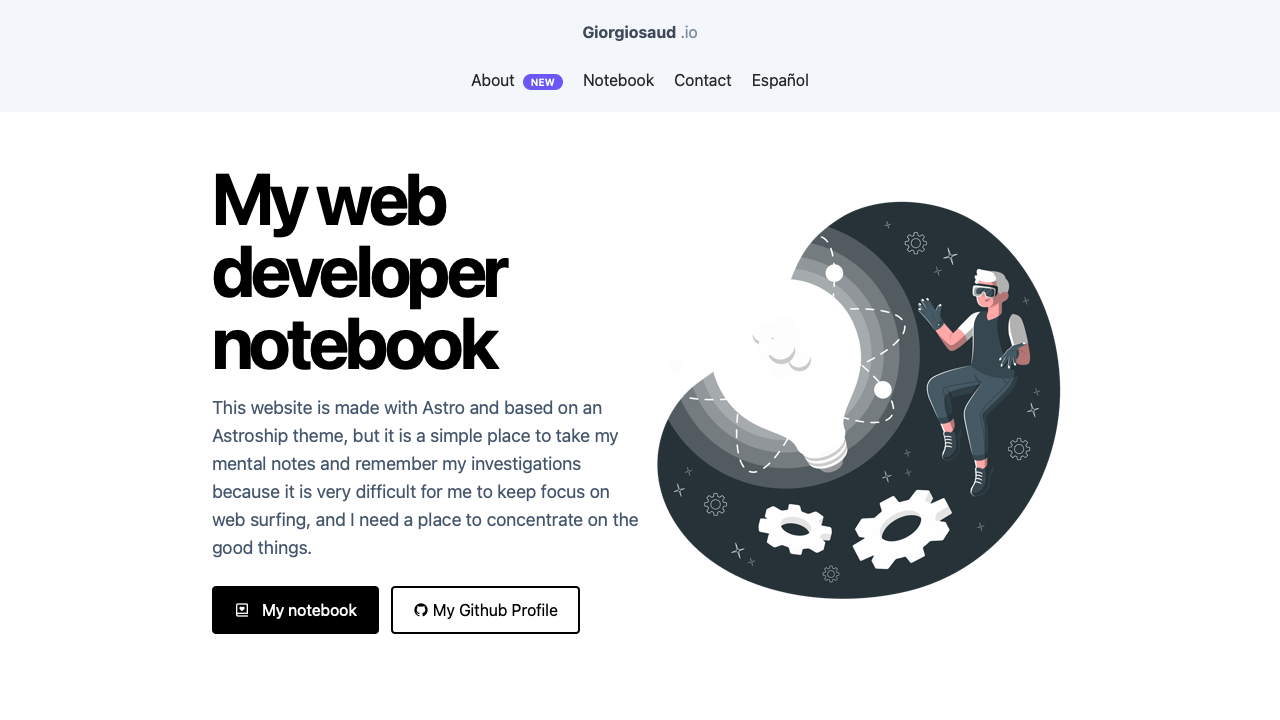 Giorgiosaud .io
About NEW Notebook Contact Español
My web
developer
notebook
This website is made with Astro and based on an
Astroship theme, but it is a simple place to take my
mental notes and remember my investigations
because it is very difficult for me to keep focus on
web surfing, and I need a place to concentrate on the
good things.
My notebook My Github Profile